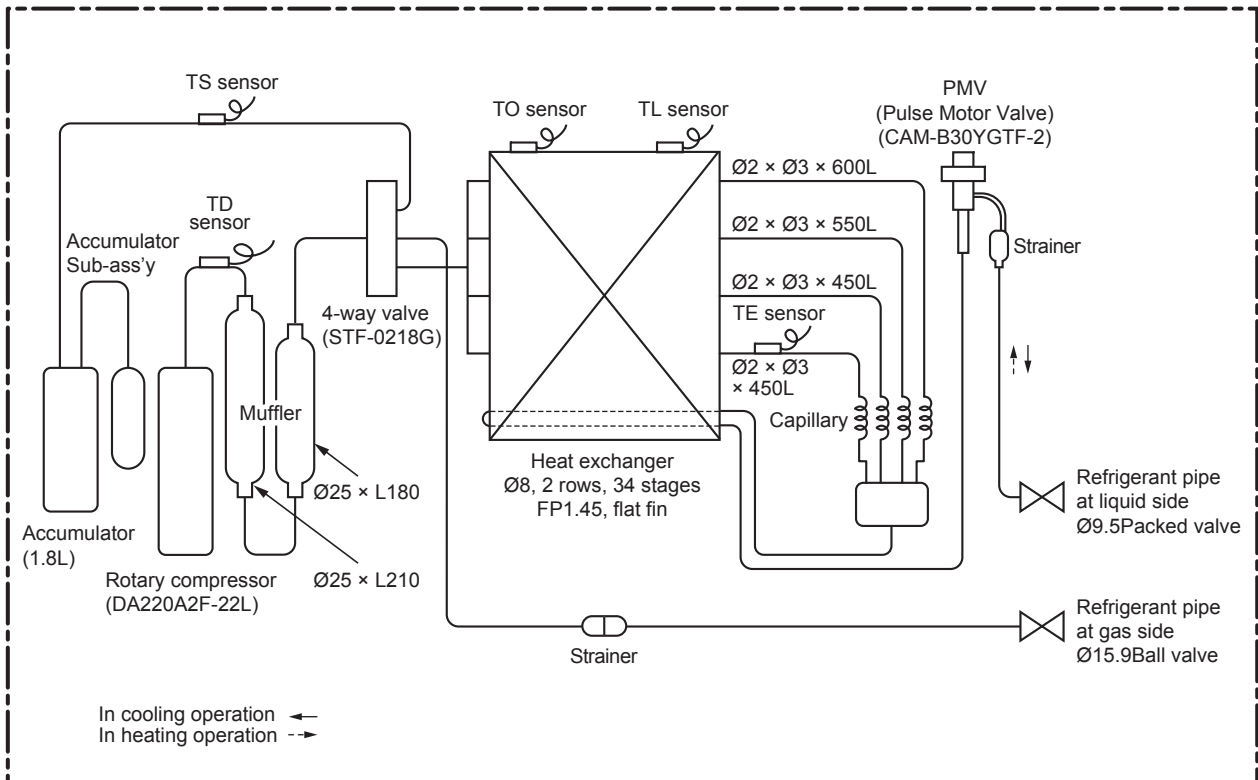 TS sensor
TO sensor
TL sensor
PMV
(Pulse Motor Valve)
(CAM-B30YGTF-2)
Ø2 × Ø3 × 600L
TD
sensor
Accumulator
Sub-ass'y
Ø2 × Ø3 × 550L
Strainer
Ø2 × Ø3 × 450L
4-way valve
(STF-0218G)
TE sensor
Ø2 × Ø3
× 450L
Muffler
Capillary
Heat exchanger
Ø8, 2 rows, 34 stages
FP1.45, flat fin
Ø25 × L180
Refrigerant pipe
at liquid side
Ø9.5Packed valve
Accumulator
(1.8L)
Rotary compressor
(DA220A2F-22L)
Ø25 × L210
Refrigerant pipe
at gas side
Ø15.9Ball valve
Strainer
In cooling operation
In heating operation